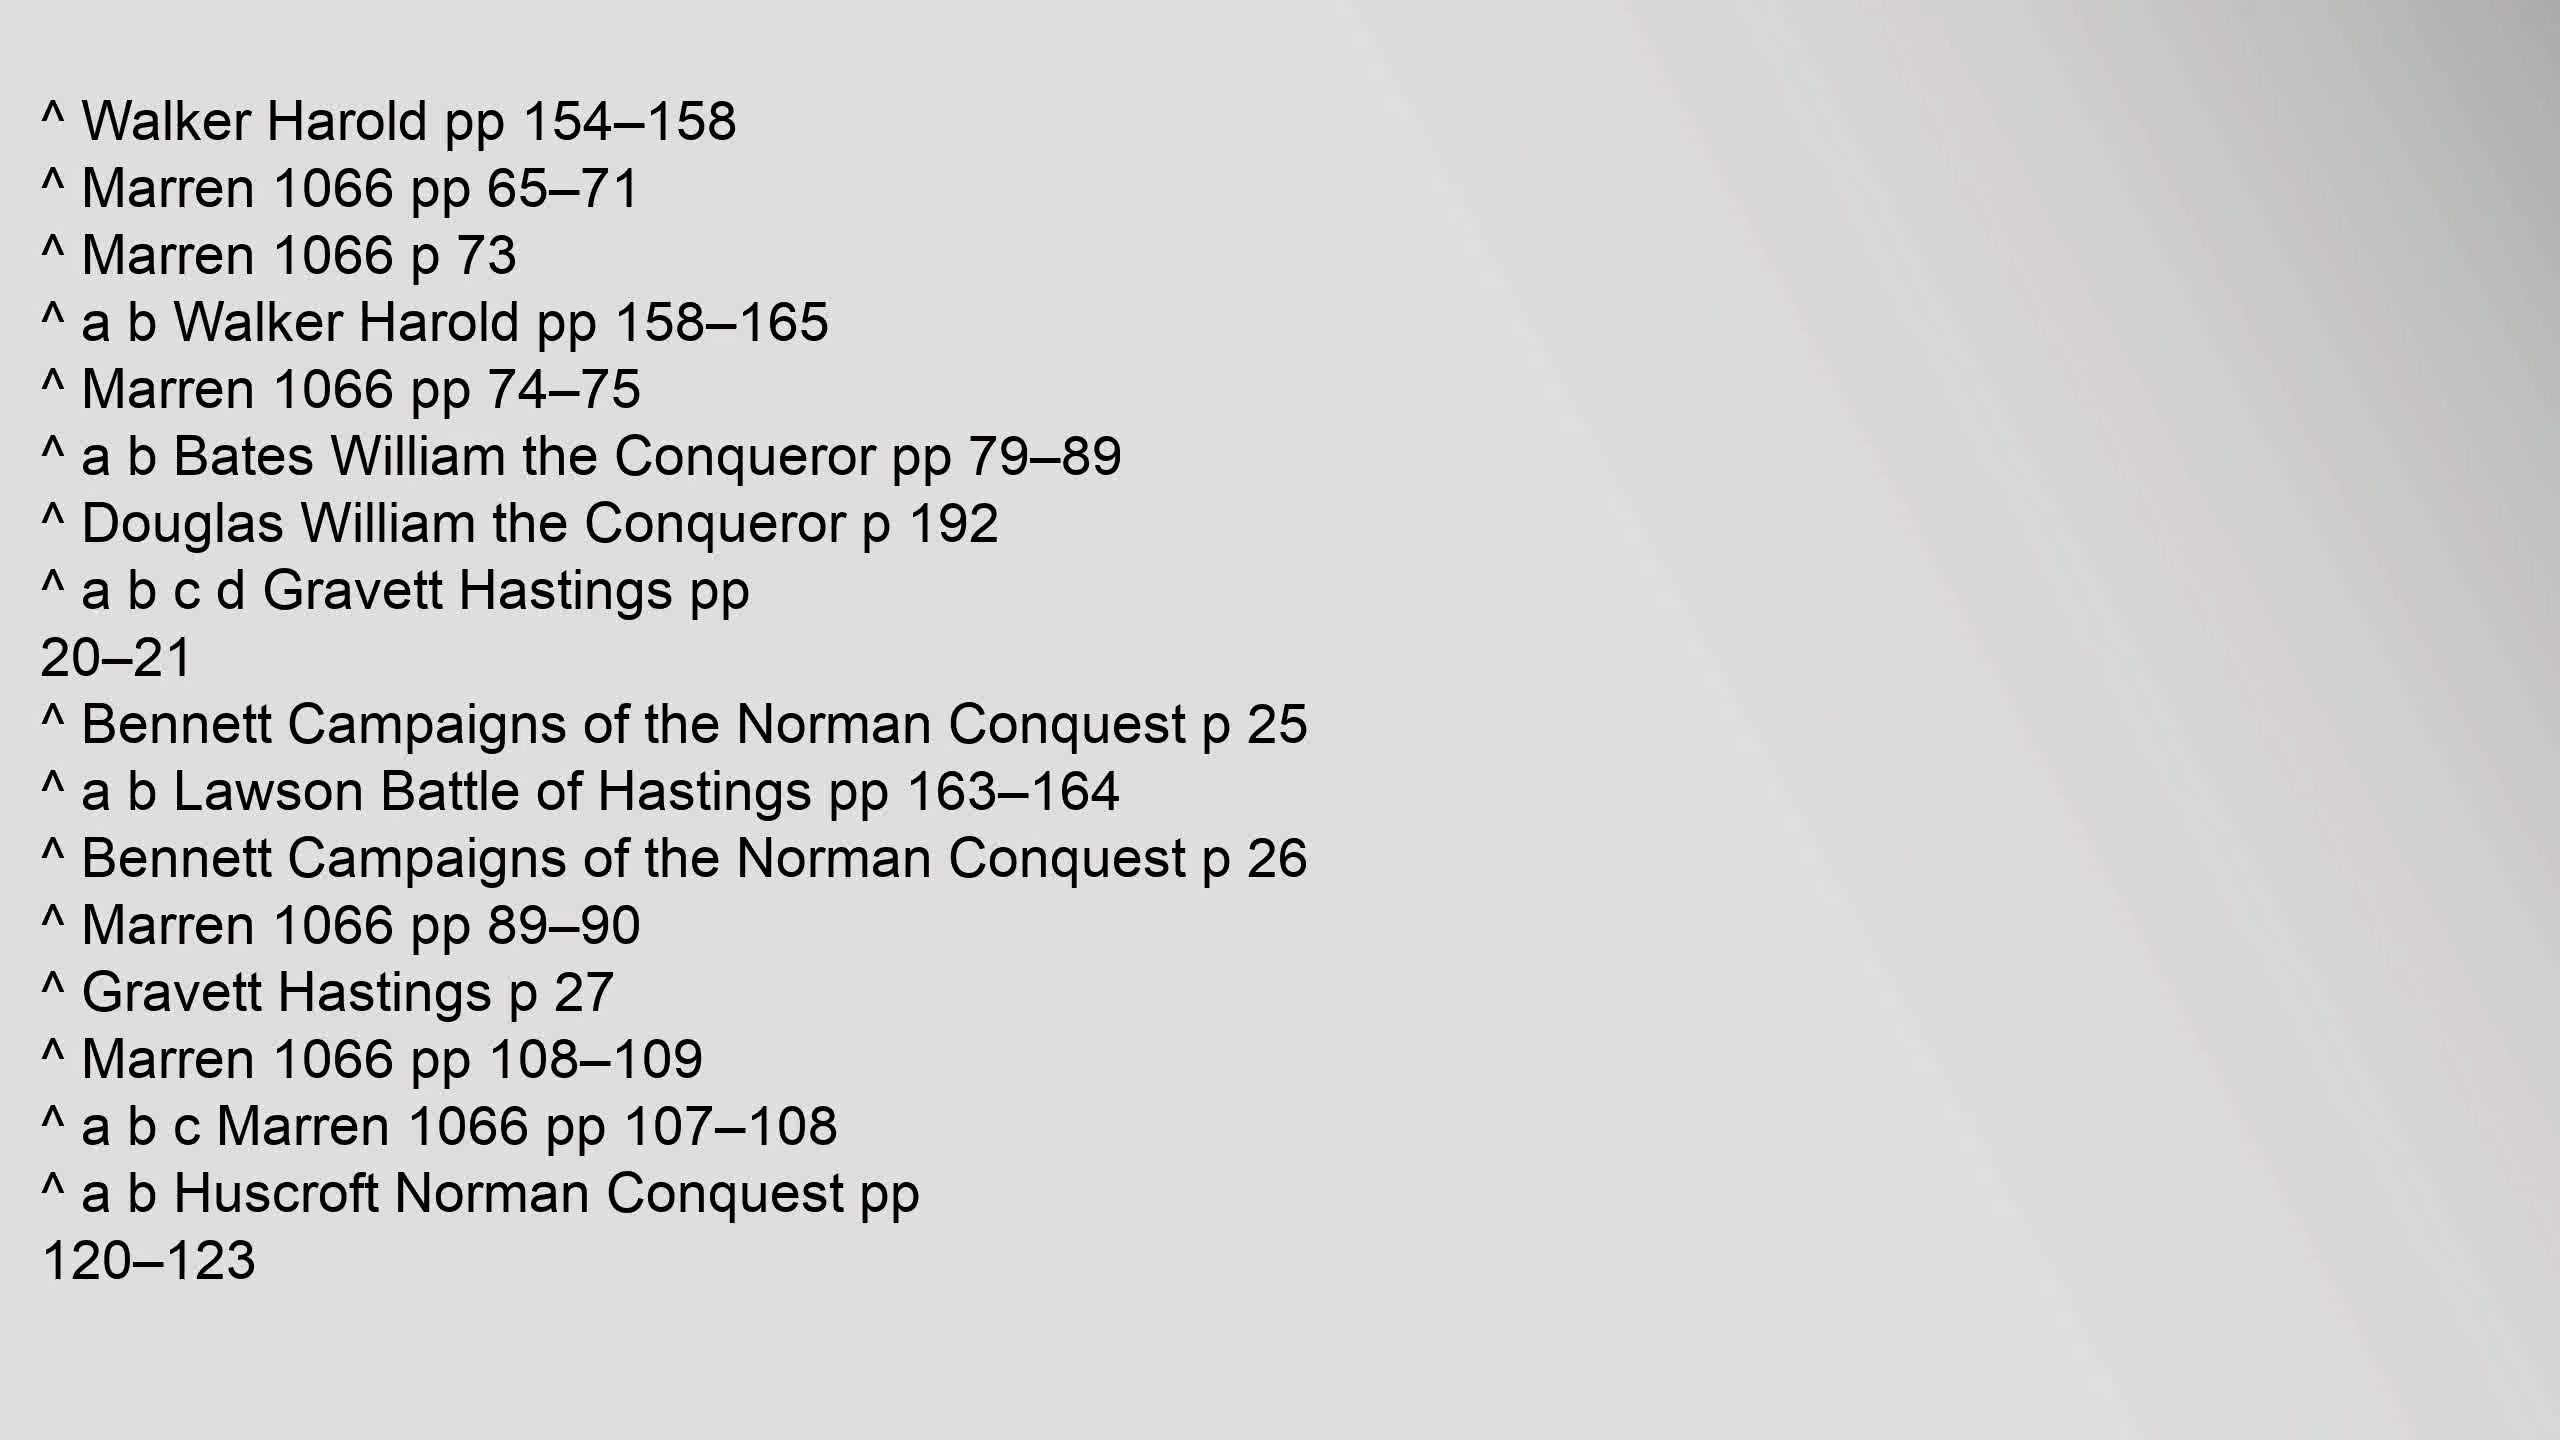 ^ Walker Harold pp 154–158
^ Marren 1066 pp 65–71
^ Marren 1066 p 73
^ a b Walker Harold pp 158–165
^ Marren 1066 pp 74–75
^ a b Bates William the Conqueror pp 79–89
^ Douglas William the Conqueror p 192
^ a b c d Gravett Hastings pp
20–21
^ Bennett Campaigns of the Norman Conquest p 25
^ a b Lawson Battle of Hastings pp 163–164
^ Bennett Campaigns of the Norman Conquest p 26
^ Marren 1066 pp 89–90
^ Gravett Hastings p 27
^ Marren 1066 pp 108–109
^ a b c Marren 1066 pp 107–108
^ a b Huscroft Norman Conquest pp
120–123